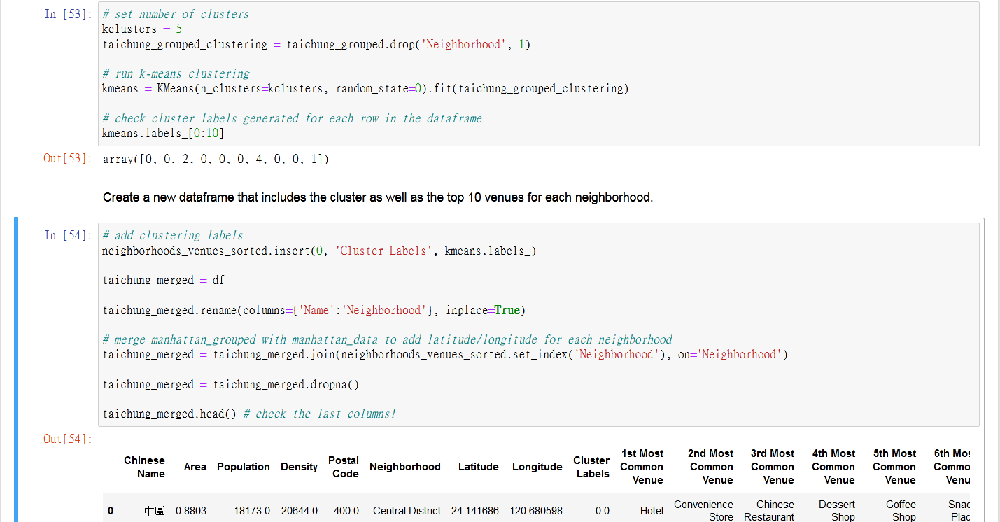 In [53]: # set number of clusters
kclusters = 5
taichung_grouped_clustering = taichung_grouped.drop('Neighborhood', 1)
# run k-means clustering
kmeans = KMeans(n_clusters=kclusters, random_state=0).fit(taichung_grouped_clustering)
# check cluster labels generated for each row in the dataframe
kmeans.labels_[0:10]
Out[53]: array([0, 0, 2, 0, 0, 0, 4, 0, 0, 1])
Create a new dataframe that includes the cluster as well as the top 10 venues for each neighborhood.
In [54]: # add clustering labels
neighborhoods_venues_sorted.insert(0, 'Cluster Labels', kmeans.labels_)
taichung_merged = df
taichung_merged.rename(columns={'Name':'Neighborhood'}, inplace=True)
# merge manhattan_grouped with manhattan_data to add latitude/longitude for each neighborhood
taichung_merged = taichung_merged.join(neighborhoods_venues_sorted.set_index('Neighborhood'), on='Neighborhood')
taichung_merged = taichung_merged.dropna()
taichung_merged.head() # check the last columns!
Out[54]:
Chinese Name Area Population Density Postal Code Neighborhood Latitude Longitude Cluster Labels 1st Most Common Venue 2nd Most Common Venue 3rd Most Common Venue 4th Most Common Venue 5th Most Common Venue 6th
0 中區 0.8803 18173.0 20644.0 400.0 Central District 24.141686 120.680598 0.0 Hotel Convenience Store Chinese Restaurant Dessert Shop Coffee Shop